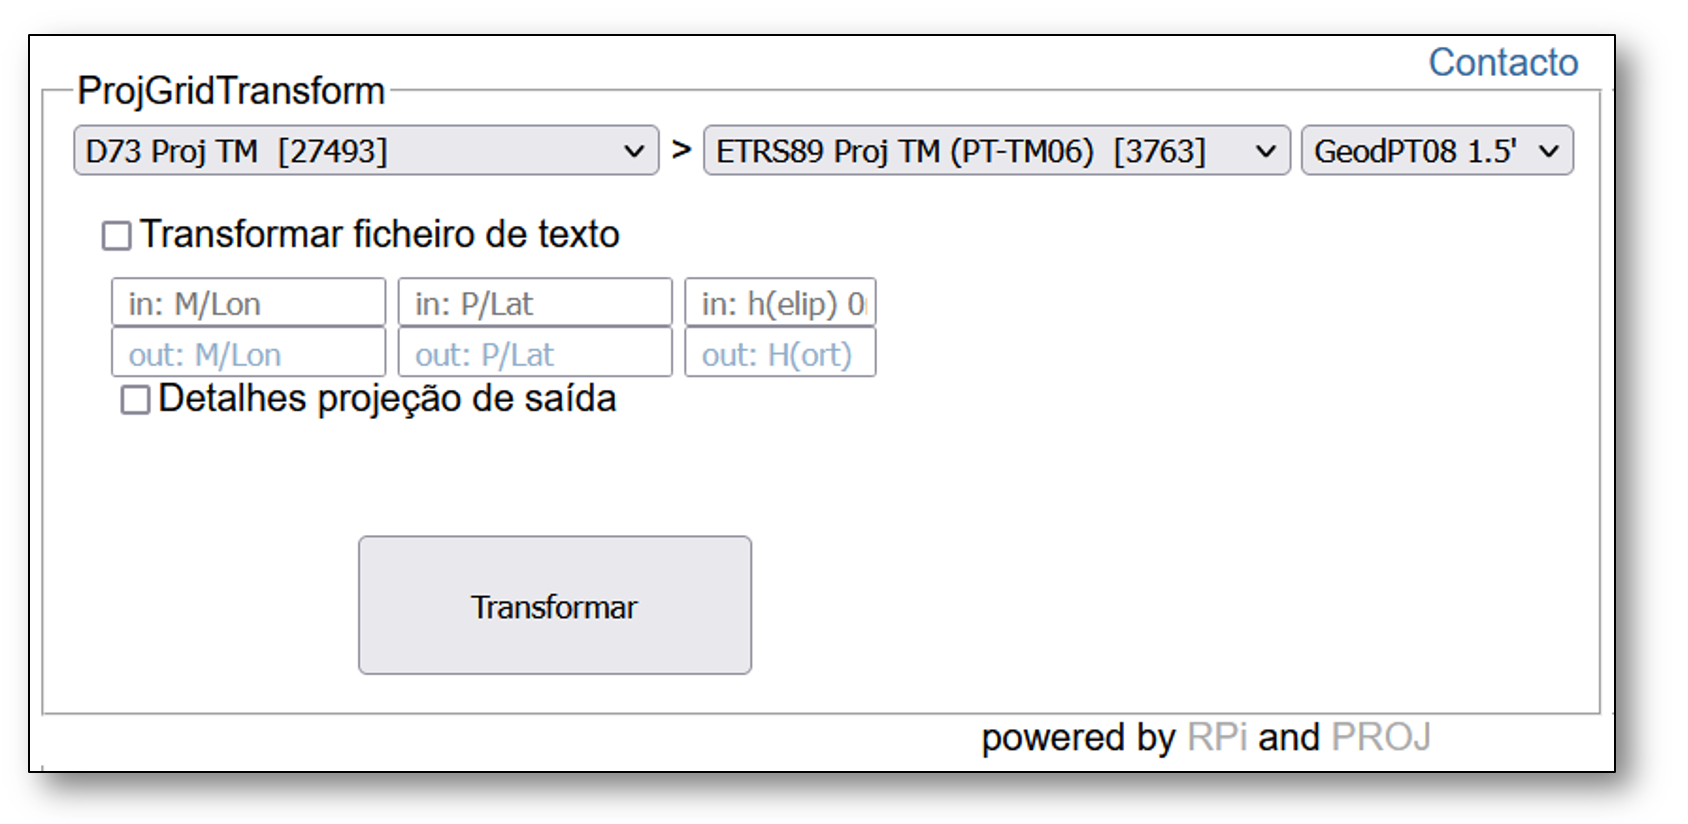 Contacto
ProjGridTransform
D73 Proj TM [27493] > ETRS89 Proj TM (PT-TM06) [3763] GeodPT08 1.5'
Transformar ficheiro de texto
in: M/Lon in: P/Lat in: h(elip) 0
out: M/Lon out: P/Lat out: H(ort)
Detalhes projeção de saída
Transformar
powered by RPi and PROJ